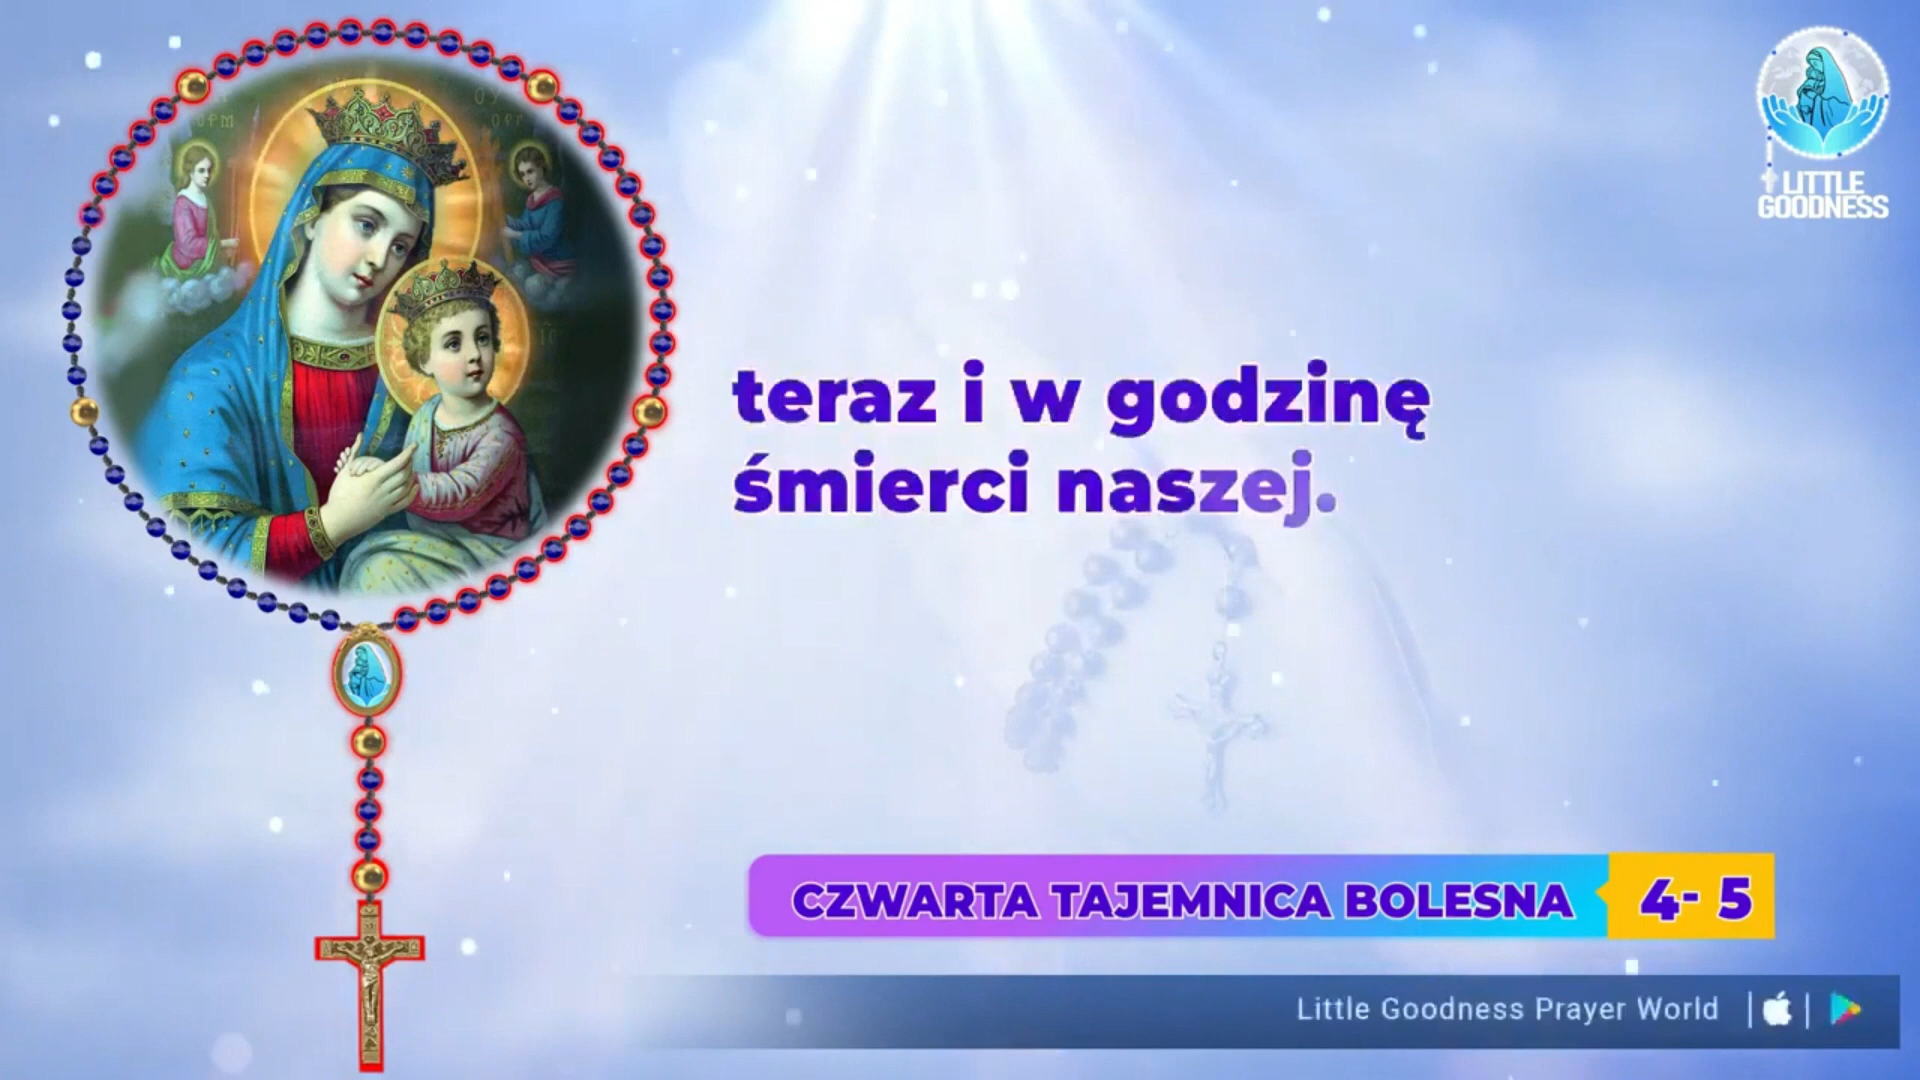 LITTLE
GOODNESS
teraz i w godzinę
śmierci naszej.
CZWARTA TAJEMNICA BOLESNA 4- 5
Little Goodness Prayer World